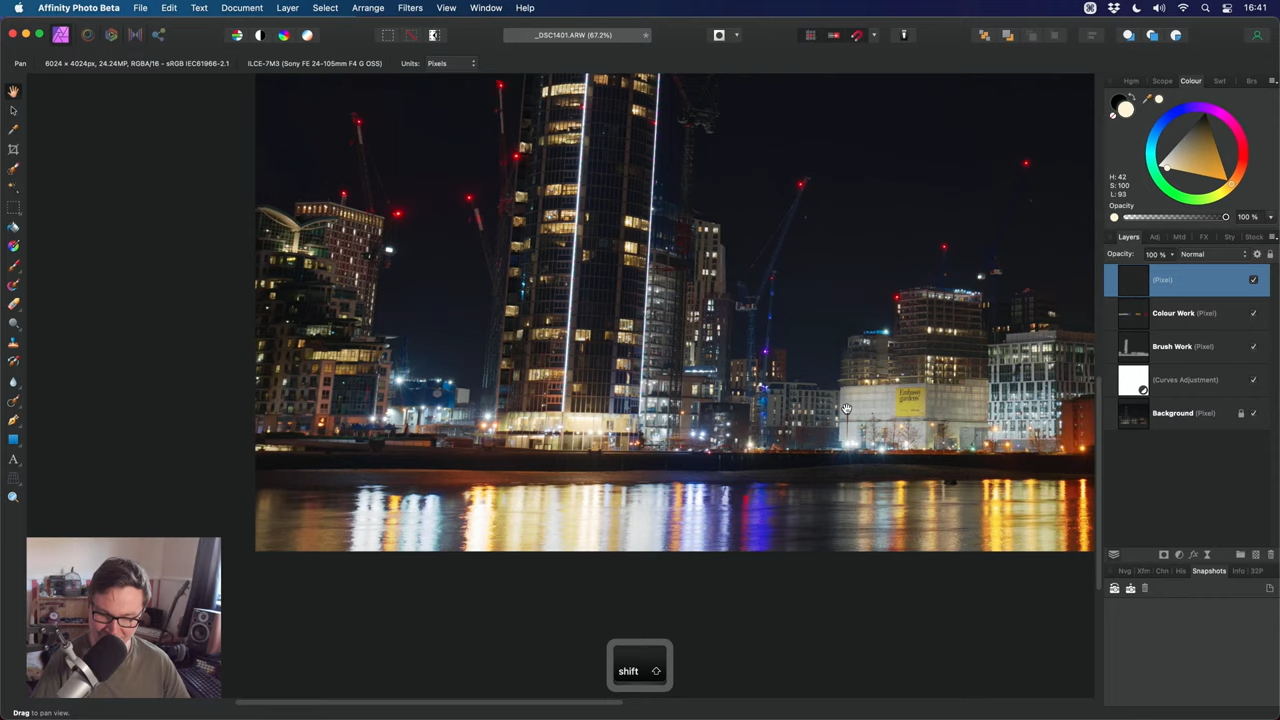 Affinity Photo Beta File Edit Text Document Layer Select Arrange Filters View Window Help 16:41
_DSC1401.ARW (67.2%)
Pan 6024 × 4024px, 24.24MP, RGBA/16 - sRGB IEC61966-2.1 ILCE-7M3 (Sony FE 24-105mm F4 G OSS) Units: Pixels
Hgm Scope Colour Swt Brs
H: 42
S: 100
L: 93
Opacity
100 %
Layers Adj Mtd FX Sty Stock
Opacity: 100 % Normal
(Pixel)
Colour Work (Pixel)
Brush Work (Pixel)
(Curves Adjustment)
Background (Pixel)
Embassy
gardens
Nvg Xfm Chn His Snapshots Info 32P
shift
Drag to pan view.